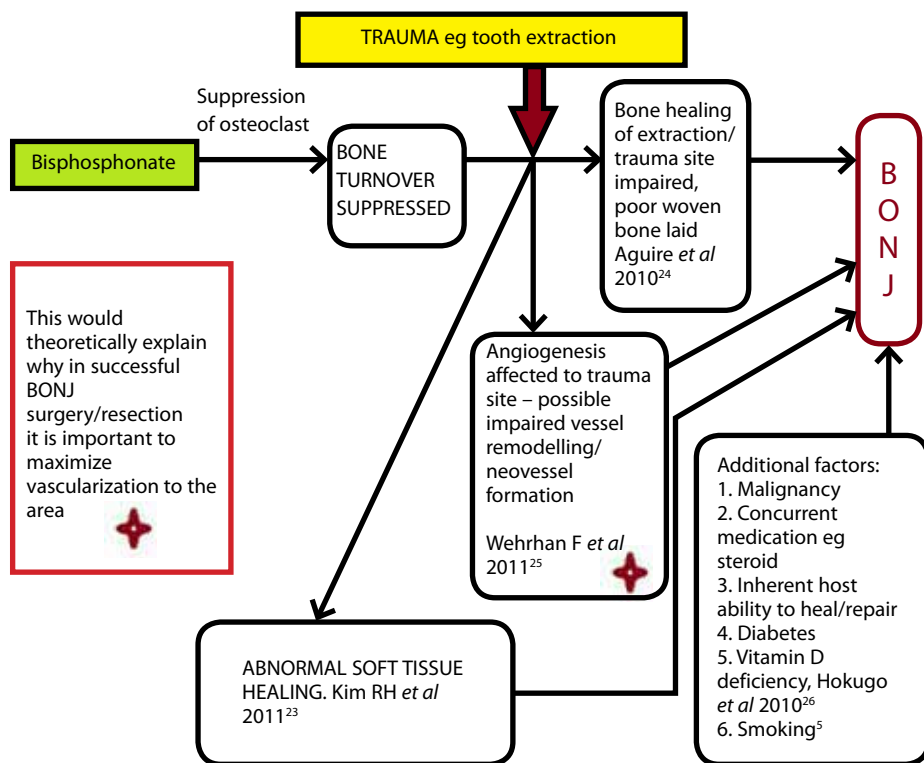 TRAUMA eg tooth extraction
Suppression
of osteoclast
Bisphosphonate
BONE
TURNOVER
SUPPRESSED
Bone healing
of extraction/
trauma site
impaired,
poor woven
bone laid
Aguire et al
2010²⁴
B
O
N
J
This would
theoretically explain
why in successful
BONJ
surgery/resection
it is important to
maximize
vascularization to the
area
Angiogenesis
affected to trauma
site – possible
impaired vessel
remodelling/
neovessel
formation
Wehrhan F et al
2011²⁵
Additional factors:
1. Malignancy
2. Concurrent
medication eg
steroid
3. Inherent host
ability to heal/repair
4. Diabetes
5. Vitamin D
deficiency, Hokugo
et al 2010²⁶
6. Smoking⁵
ABNORMAL SOFT TISSUE
HEALING. Kim RH et al
2011²³